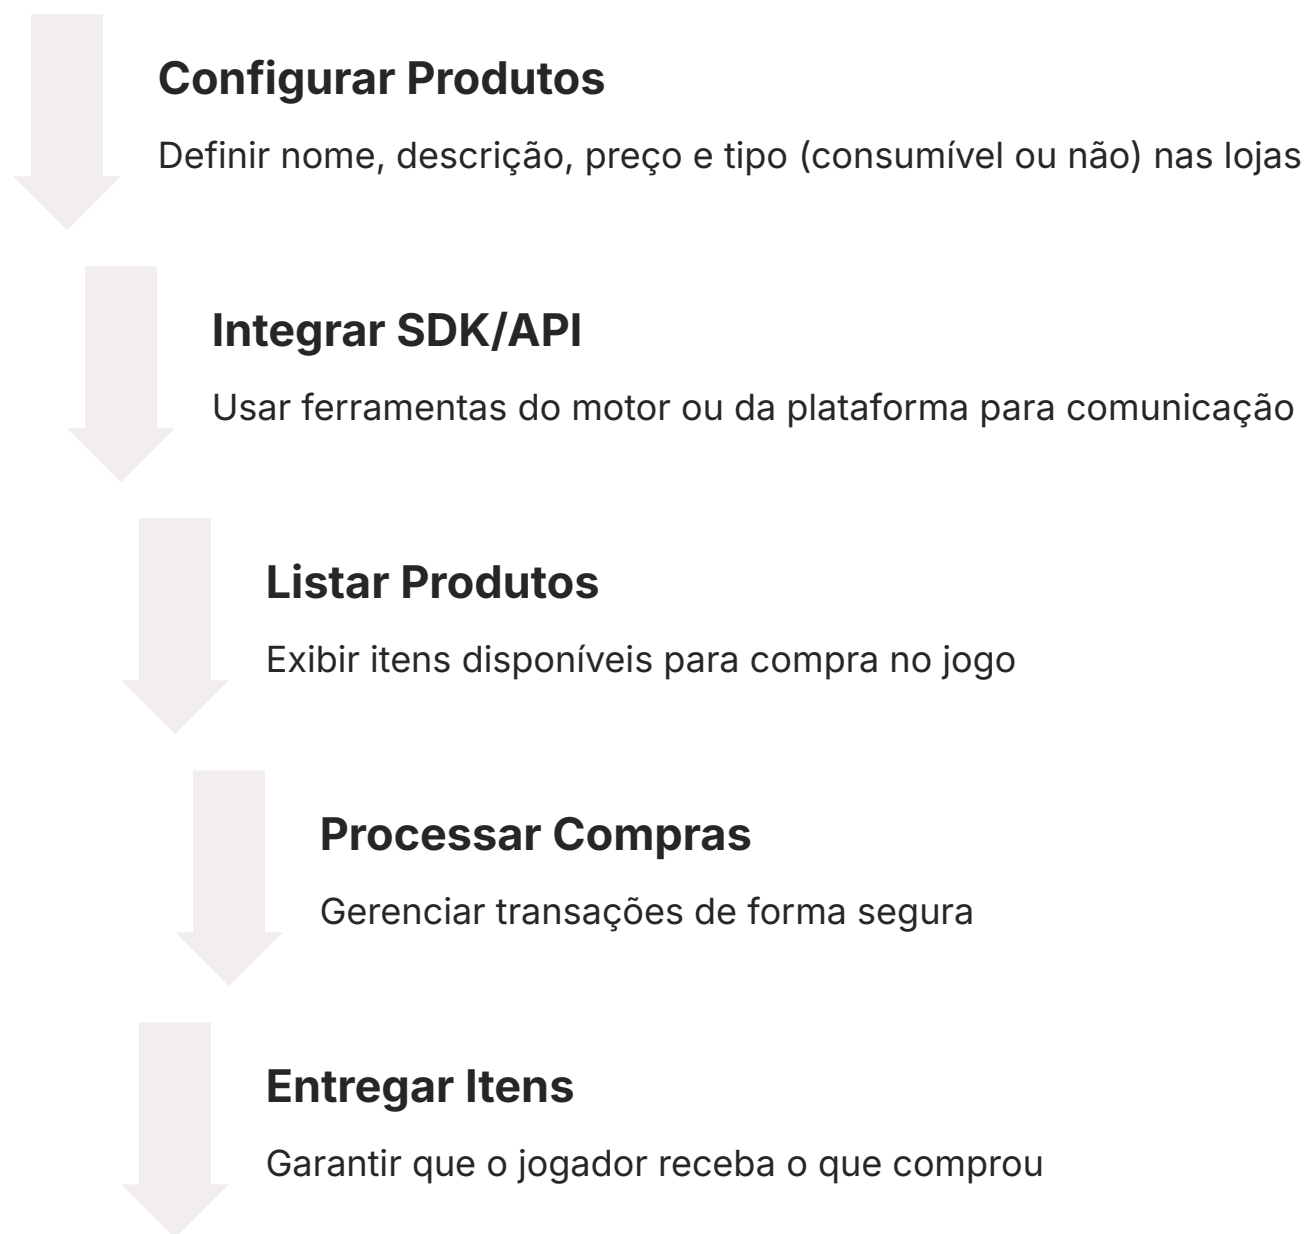 Configurar Produtos
Definir nome, descrição, preço e tipo (consumível ou não) nas lojas
Integrar SDK/API
Usar ferramentas do motor ou da plataforma para comunicação
Listar Produtos
Exibir itens disponíveis para compra no jogo
Processar Compras
Gerenciar transações de forma segura
Entregar Itens
Garantir que o jogador receba o que comprou